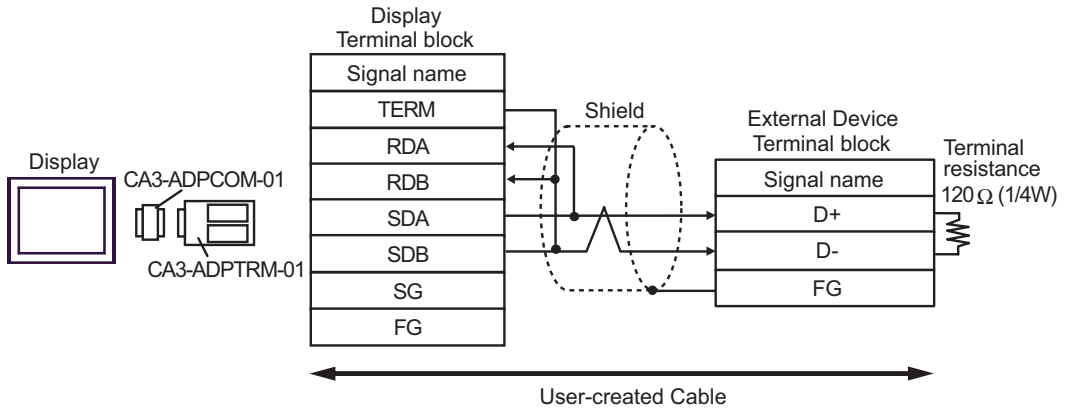 Display
Terminal block
Signal name
TERM
RDA
RDB
SDA
SDB
SG
FG
Shield
External Device
Terminal block
Signal name
D+
D-
FG
Terminal
resistance
120 Ω (1/4W)
Display
CA3-ADPCOM-01
CA3-ADPTRM-01
User-created Cable